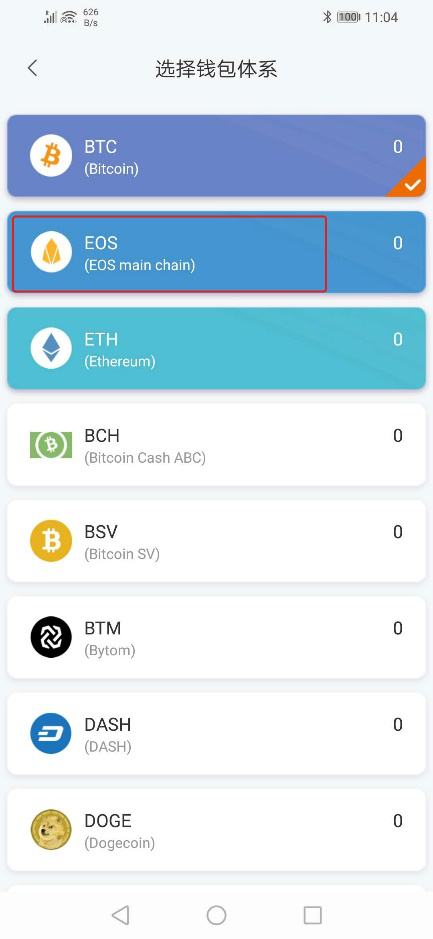 626
B/s
100
11:04
选择钱包体系
BTC
0
(Bitcoin)
EOS
0
(EOS main chain)
ETH
0
(Ethereum)
BCH
0
(Bitcoin Cash ABC)
BSV
0
(Bitcoin SV)
BTM
0
(Bytom)
DASH
0
(DASH)
DOGE
0
(Dogecoin)